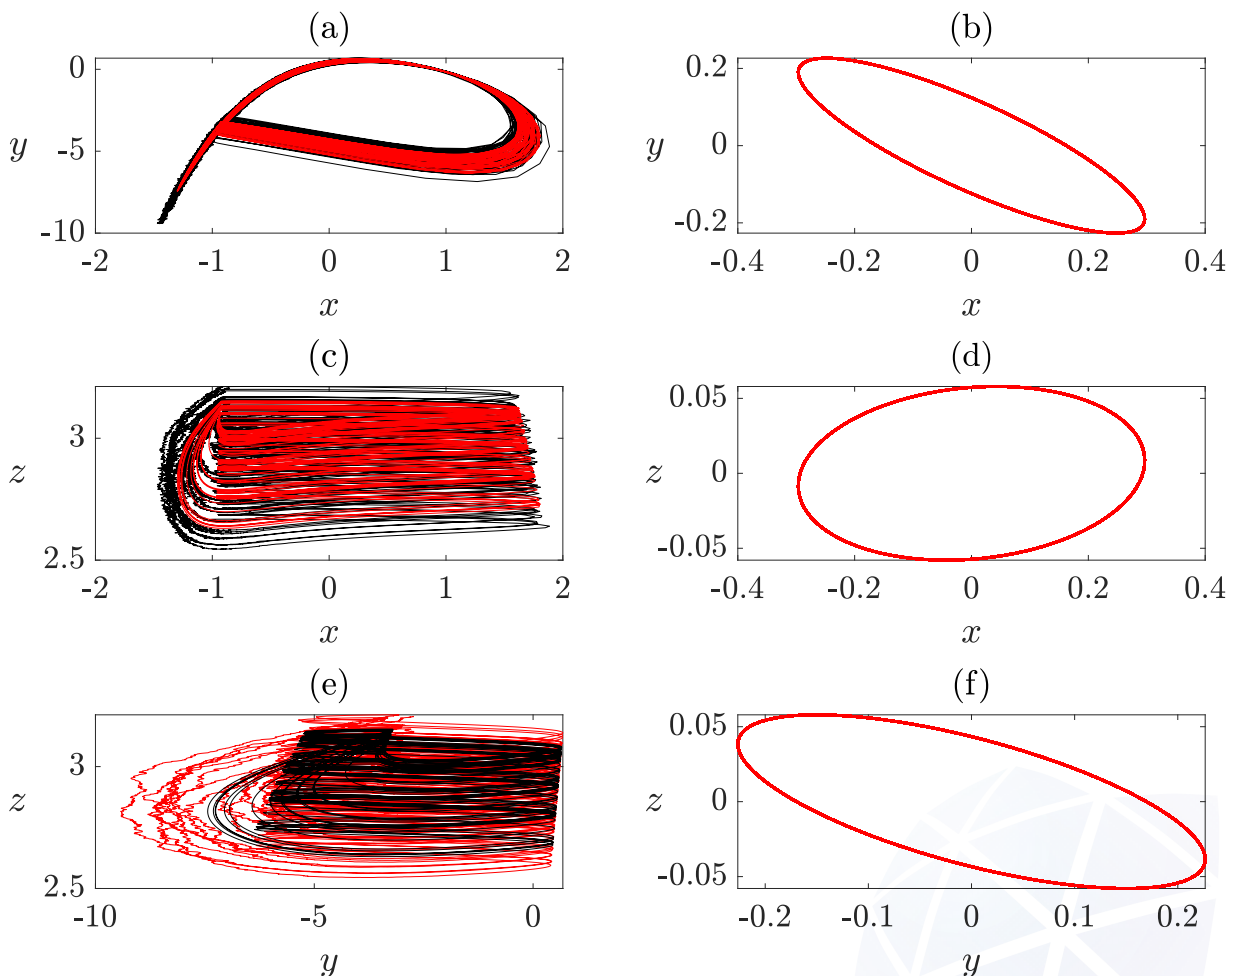 (a) (b)
0 0.2
y -5 y 0
-10 -0.2
-2 -1 0 1 2 -0.4 -0.2 0 0.2 0.4
x x
(c) (d)
3 0.05
z z 0
2.5 -0.05
-2 -1 0 1 2 -0.4 -0.2 0 0.2 0.4
x x
(e) (f)
3 0.05
z z 0
2.5 -0.05
-10 -5 0 -0.2 -0.1 0 0.1 0.2
y y